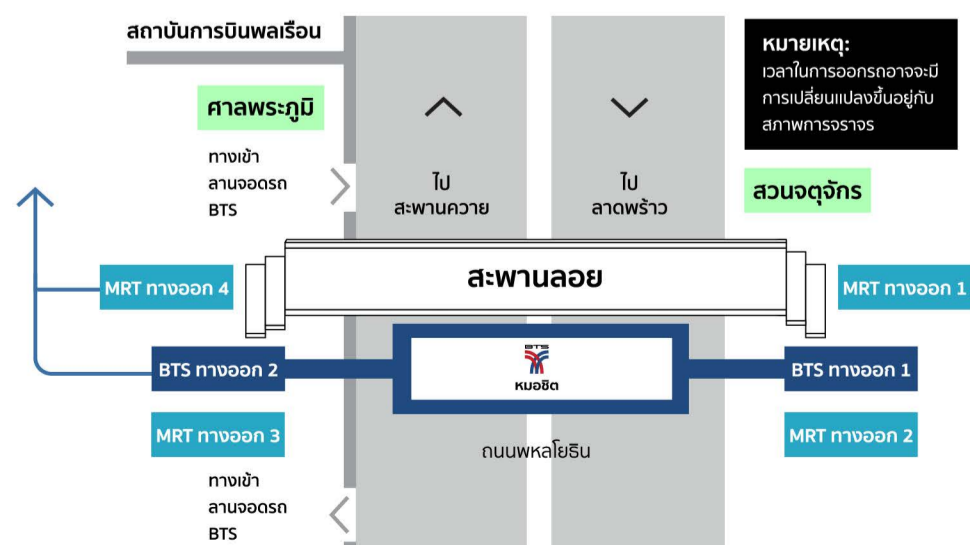 สถาบันการบินพลเรือน
หมายเหตุ:
เวลาในการออกรถอาจจะมี
การเปลี่ยนแปลงขึ้นอยู่กับ
สภาพการจราจร
ศาลพระภูมิ
ทางเข้า
ลานจอดรถ
BTS
ไป
สะพานควาย
ไป
ลาดพร้าว
สวนจตุจักร
สะพานลอย
MRT ทางออก 4
MRT ทางออก 1
BTS ทางออก 2
BTS
หมอชิต
BTS ทางออก 1
MRT ทางออก 3
MRT ทางออก 2
ถนนพหลโยธิน
ทางเข้า
ลานจอดรถ
BTS